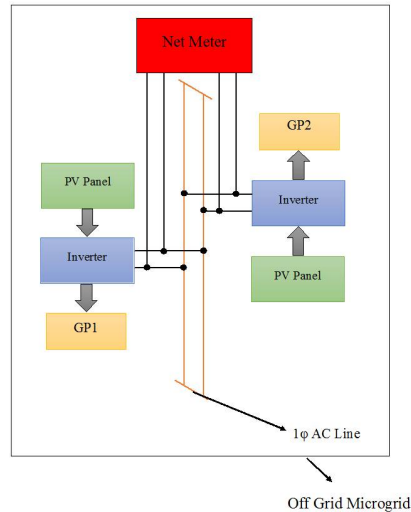 Net Meter
GP2
PV Panel
Inverter
Inverter
PV Panel
GP1
1φ AC Line
Off Grid Microgrid